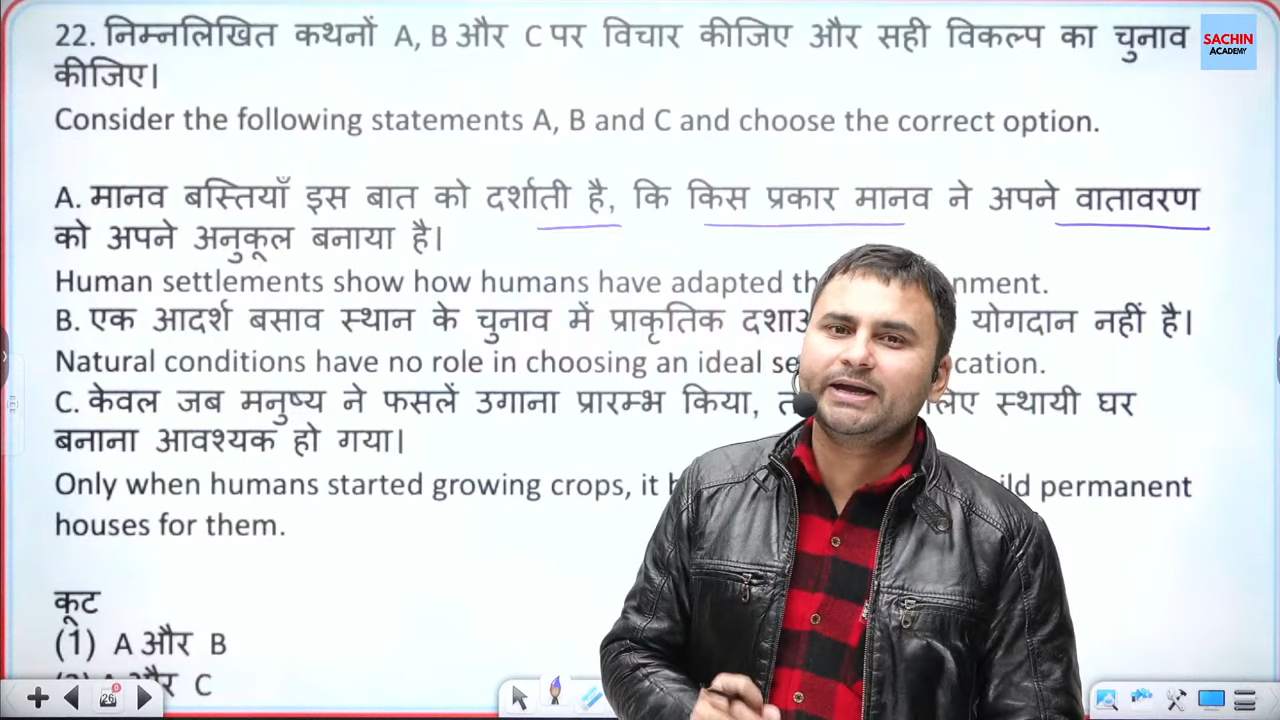 22. निम्नलिखित कथनों A, B और C पर विचार कीजिए और सही विकल्प का चुनाव
SACHIN
ACADEMY
कीजिए।
Consider the following statements A, B and C and choose the correct option.
A. मानव बस्तियाँ इस बात को दर्शाती है, कि किस प्रकार मानव ने अपने वातावरण
को अपने अनुकूल बनाया है।
Human settlements show how humans have adapted
B. एक आदर्श बसाव स्थान के चुनाव में प्राकृतिक योगदान नहीं है।
Natural conditions have no role in choosing an ideal
C. केवल जब मनुष्य ने फसलें उगाना प्रारम्भ किया, स्थायी घर
बनाना आवश्यक हो गया।
Only when humans started growing crops, it permanent
houses for them.
कूट
(1) A और B
C
26